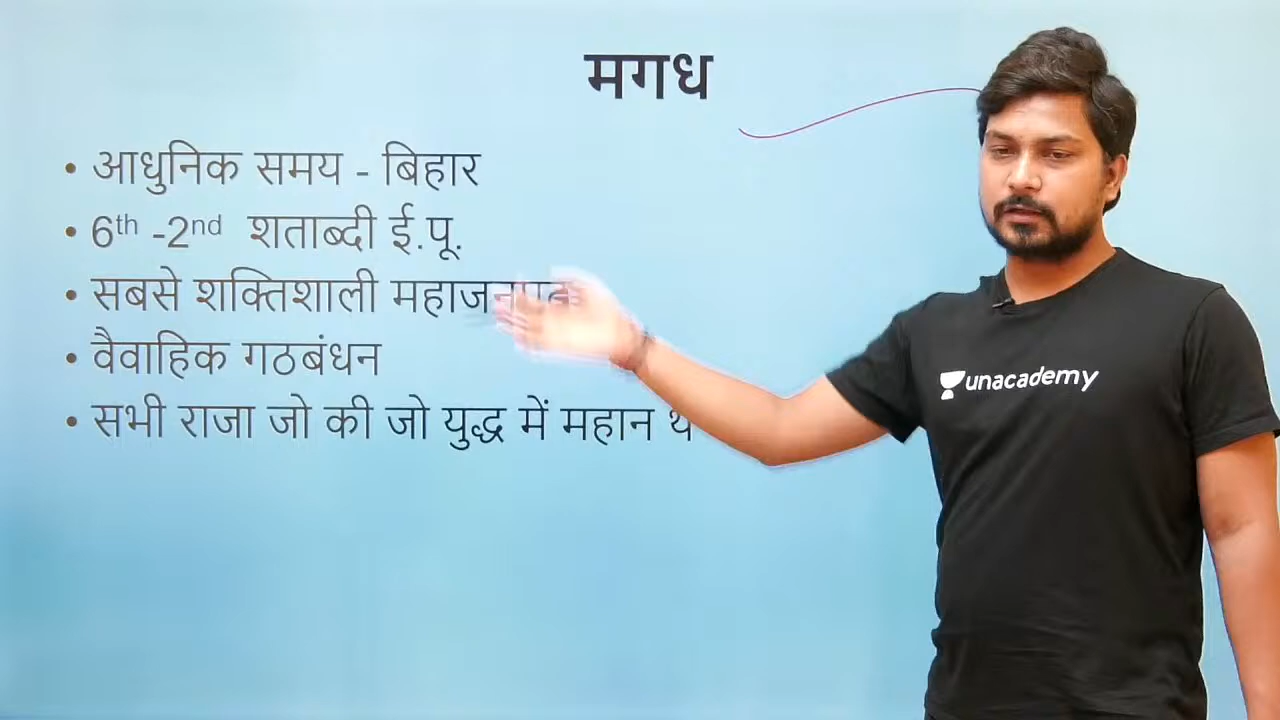 मगध
• आधुनिक समय - बिहार
• 6th -2nd शताब्दी ई.पू.
• सबसे शक्तिशाली
• वैवाहिक गठबंधन
• सभी राजा जो की जो युद्ध में महान
unacademy